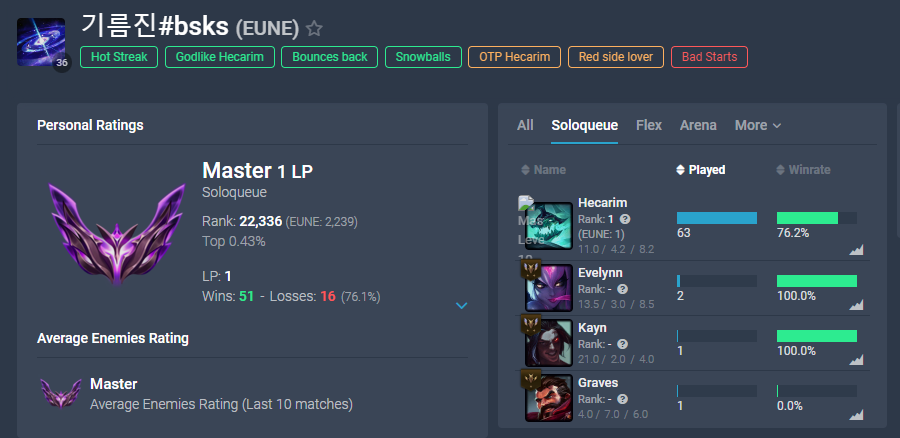 기름진#bsks (EUNE)
36
Hot Streak Godlike Hecarim Bounces back Snowballs OTP Hecarim Red side lover Bad Starts
Personal Ratings
Master 1 LP
Soloqueue
Rank: 22,336 (EUNE: 2,239)
Top 0.43%
LP: 1
Wins: 51 - Losses: 16 (76.1%)
Average Enemies Rating
Master
Average Enemies Rating (Last 10 matches)
All Soloqueue Flex Arena More
Name Played Winrate
Hecarim
Rank: 1 ?
(EUNE: 1)
11.0 / 4.2 / 8.2
Mas
Leve
10
63
76.2%
Evelynn
Rank: - ?
13.5 / 3.0 / 8.5
2
100.0%
Kayn
Rank: - ?
21.0 / 2.0 / 4.0
1
100.0%
Graves
Rank: - ?
4.0 / 7.0 / 6.0
1
0.0%